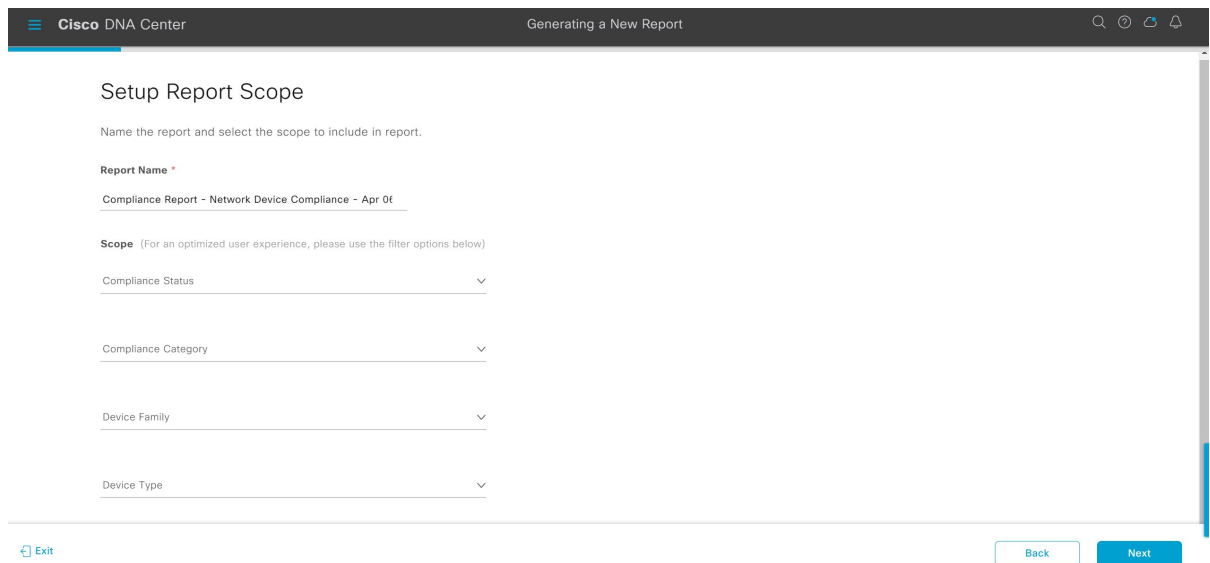 Cisco DNA Center
Generating a New Report
Setup Report Scope
Name the report and select the scope to include in report.
Report Name *
Compliance Report - Network Device Compliance - Apr 06
Scope (For an optimized user experience, please use the filter options below)
Compliance Status
Compliance Category
Device Family
Device Type
Exit
Back
Next